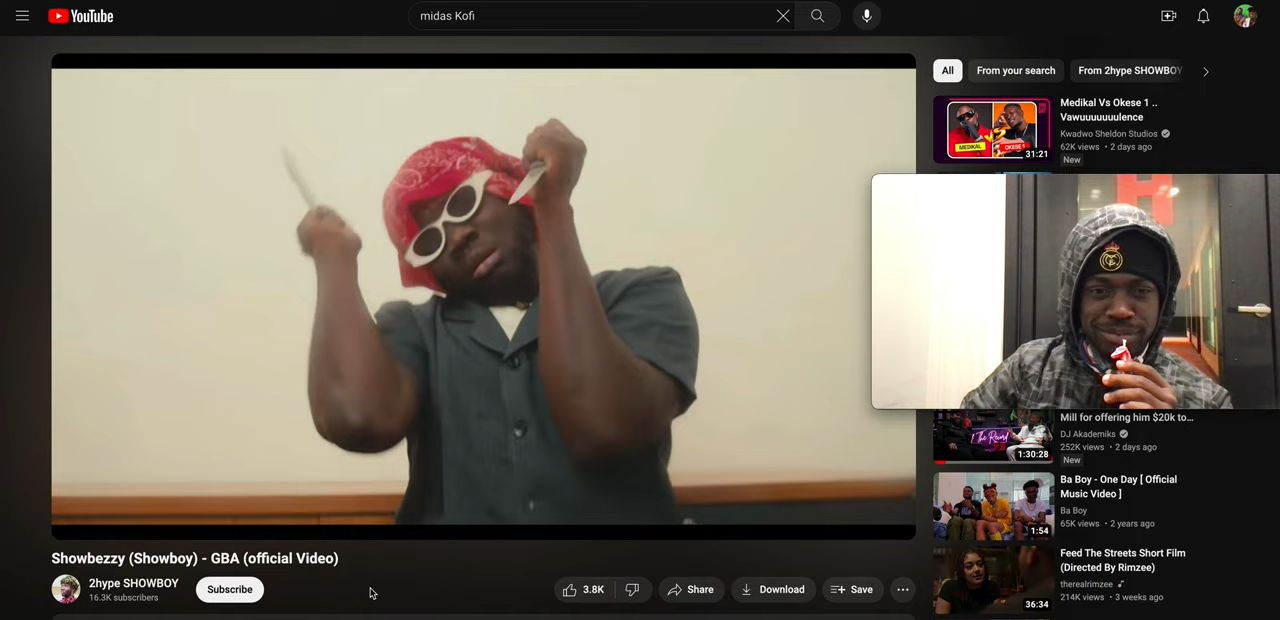 YouTube
midas Kofi
All
From your search
From 2hype SHOWBOY
Medikal Vs Okese 1 ..
Vawuuuuuuulence
Kwadwo Sheldon Studios
62K views • 2 days ago
New
MEDIKAL
VS
OKESE 1
31:21
H
Mill for offering him $20k to...
DJ Akademiks
252K views • 2 days ago
New
The Record
1:30:28
Ba Boy - One Day [ Official
Music Video ]
Ba Boy
65K views • 2 years ago
1:54
Feed The Streets Short Film
(Directed By Rimzee)
therealrimzee
214K views • 3 weeks ago
36:34
Showbezzy (Showboy) - GBA (official Video)
2hype SHOWBOY
16.3K subscribers
Subscribe
3.8K
Share
Download
Save